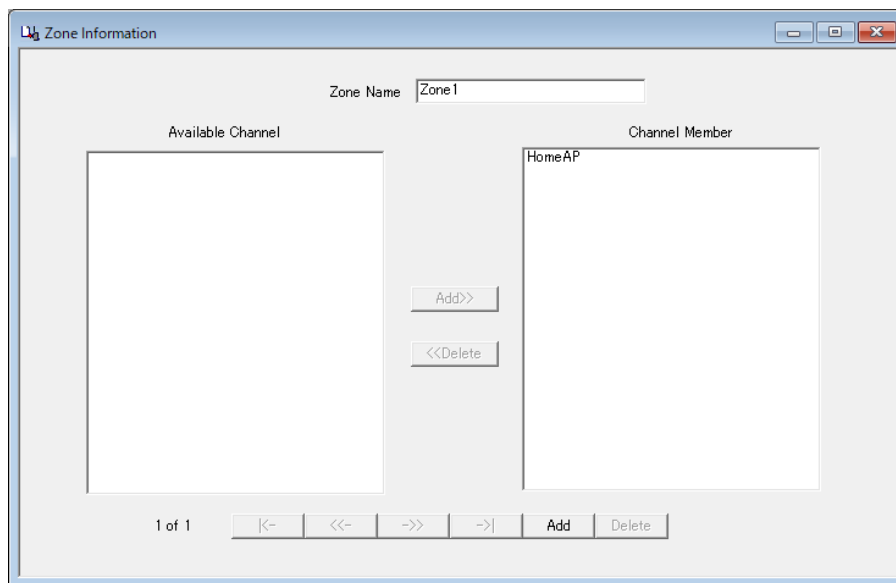 Zone Information
Zone Name Zone1
Available Channel Channel Member
HomeAP
Add>>
<<Delete
1 of 1 |<- <<- ->> ->| Add Delete